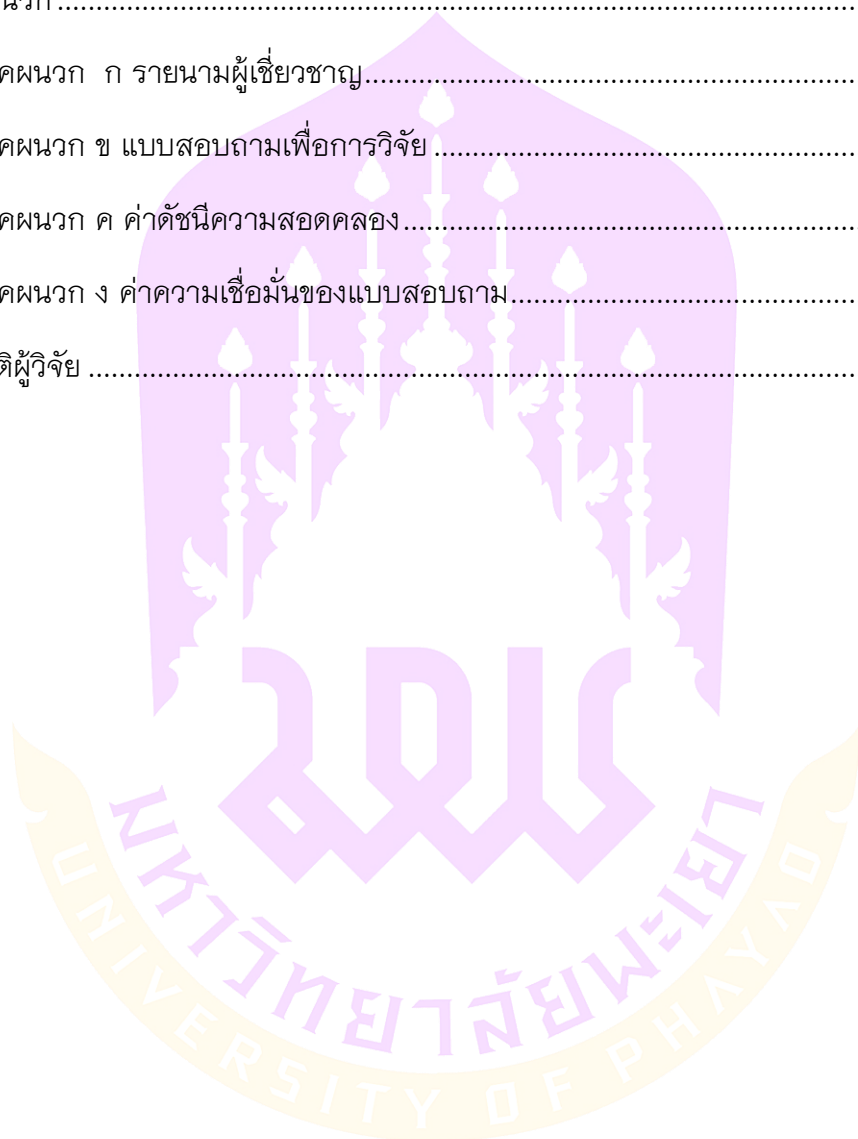 นวก ..........................................................................................................
คผนวก ก รายนามผู้เชี่ยวชาญ.................................................................
คผนวก ข แบบสอบถามเพื่อการวิจัย .......................................................
คผนวก ค ค่าดัชนีความสอดคลอง............................................................
คผนวก ง ค่าความเชื่อมั่นของแบบสอบถาม..............................................
ติผู้วิจัย ......................................................................................................
มหาวิทยาลัยพะเยา
UNIVERSITY OF PHAYAO